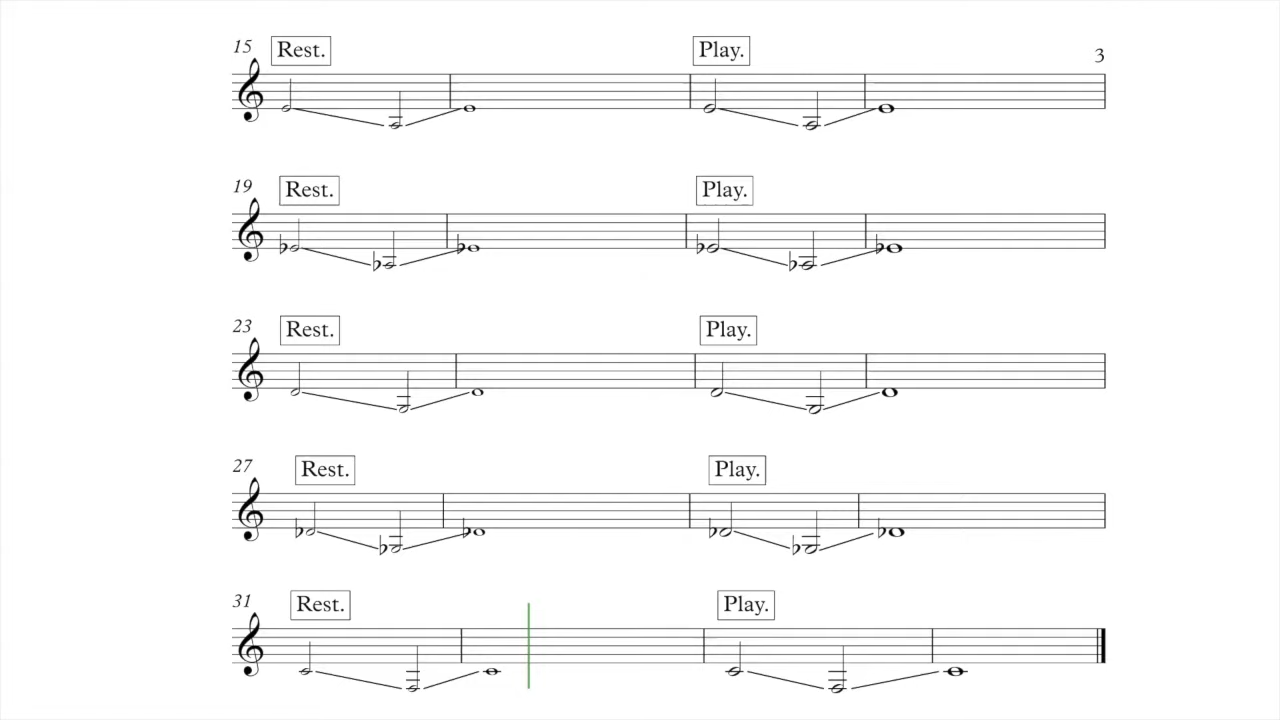 15 Rest. Play. 3
19 Rest. Play.
23 Rest. Play.
27 Rest. Play.
31 Rest. Play.